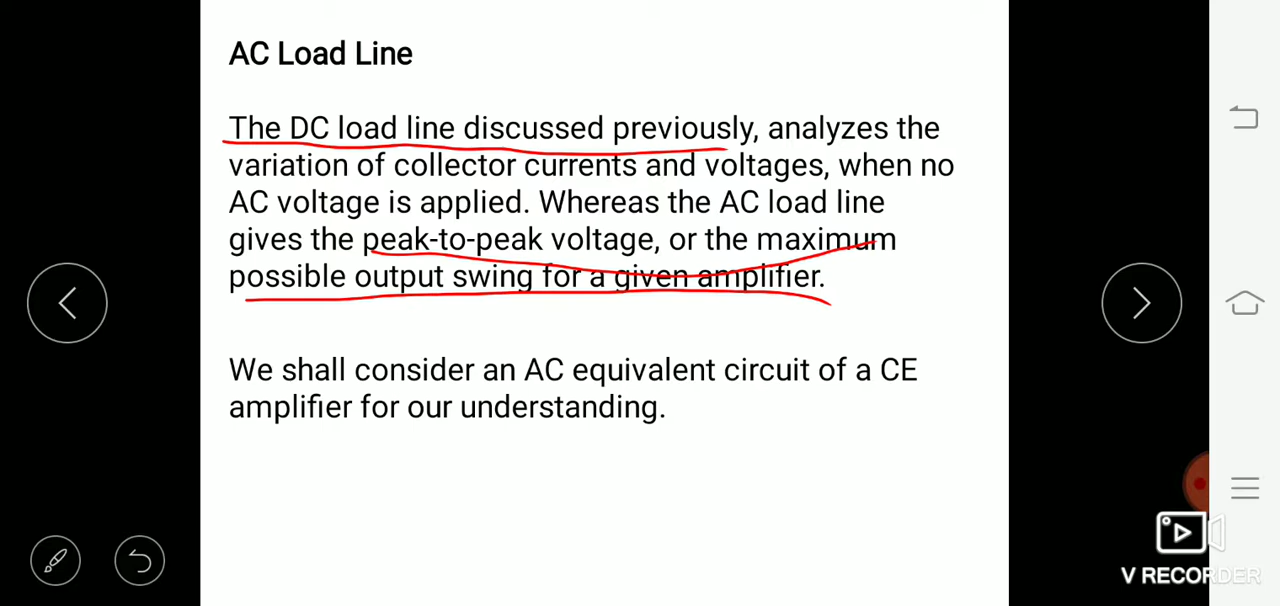 AC Load Line
The DC load line discussed previously, analyzes the
variation of collector currents and voltages, when no
AC voltage is applied. Whereas the AC load line
gives the peak-to-peak voltage, or the maximum
possible output swing for a given amplifier.
We shall consider an AC equivalent circuit of a CE
amplifier for our understanding.
V RECORDER